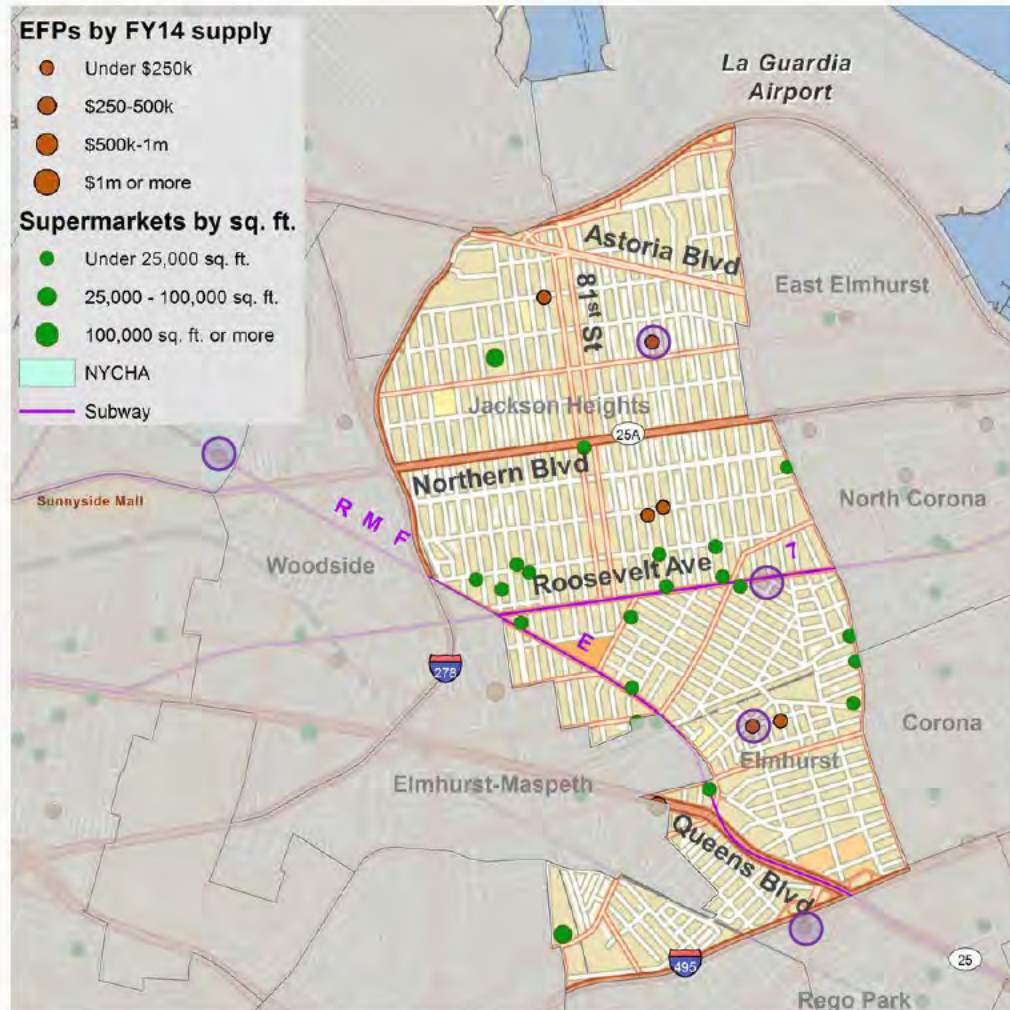 EFPs by FY14 supply
Under $250k
$250-500k
$500k-1m
$1m or more
Supermarkets by sq. ft.
Under 25,000 sq. ft.
25,000 - 100,000 sq. ft.
100,000 sq. ft. or more
NYCHA
Subway
La Guardia
Airport
Astoria Blvd
81st St
East Elmhurst
Jackson Heights
25A
Northern Blvd
Sunnyside Mall
R M F
North Corona
Woodside
Roosevelt Ave
7
E
278
Corona
Elmhurst
Elmhurst-Maspeth
Queens Blvd
495
25
Rego Park